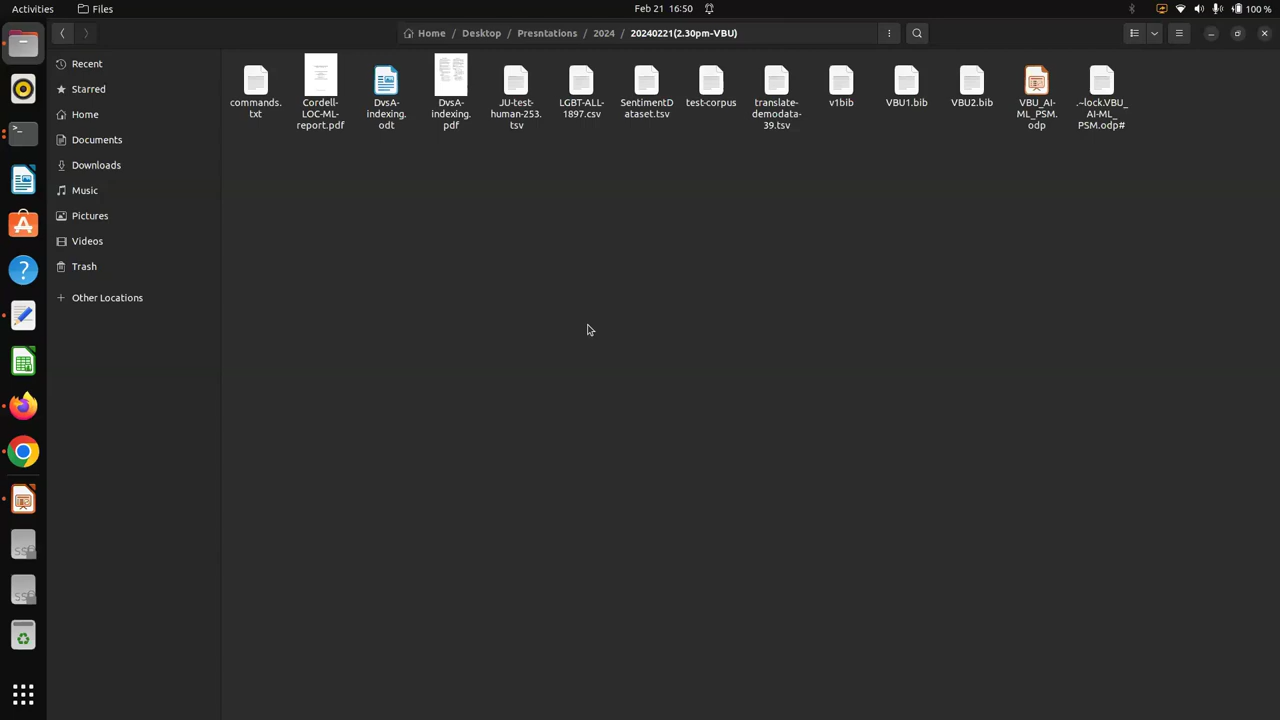 Activities
Files
Feb 21 16:50
100 %
Home / Desktop / Presntations / 2024 / 20240221(2.30pm-VBU)
Recent
Starred
Home
Documents
Downloads
Music
Pictures
Videos
Trash
Other Locations
commands.
txt
Cordell-
LOC-ML-
report.pdf
DvsA-
indexing.
odt
DvsA-
indexing.
pdf
JU-test-
human-253.
tsv
LGBT-ALL-
1897.csv
SentimentD
ataset.tsv
test-corpus
translate-
demodata-
39.tsv
v1bib
VBU1.bib
VBU2.bib
VBU_AI-
ML_PSM.
odp
.~lock.VBU_
AI-ML_
PSM.odp#